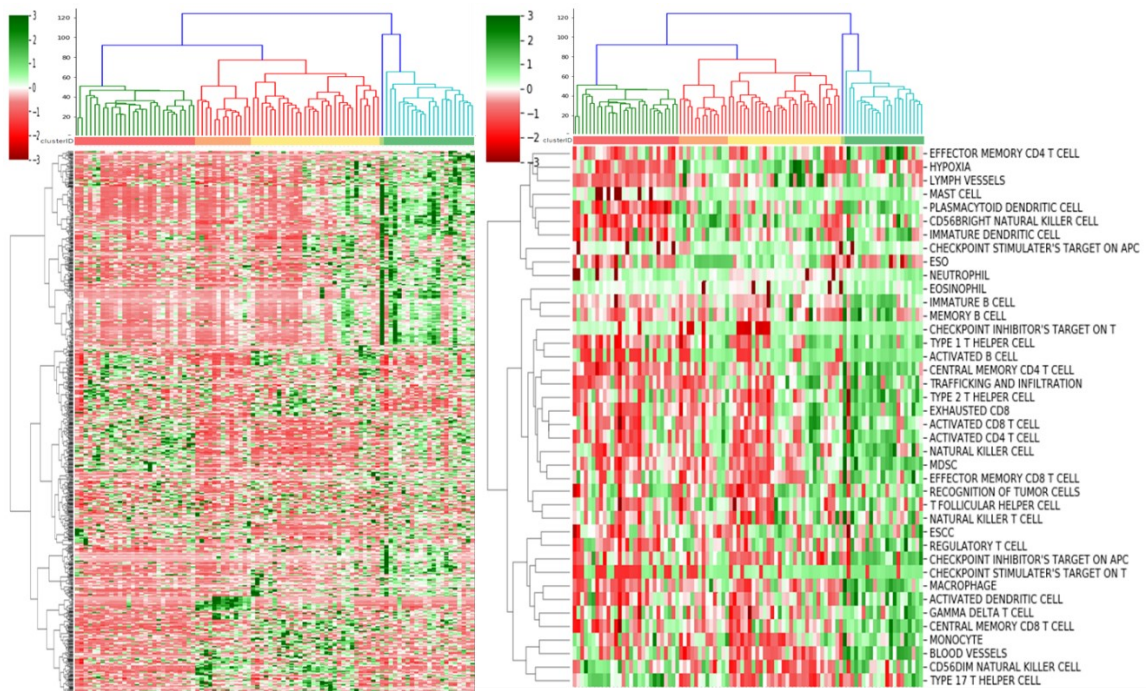 3
2
1
0
-1
-2
-3
120
100
80
60
40
20
clusterID
3
2
1
0
-1
-2
-3
120
100
80
60
40
20
clusterID
EFFECTOR MEMORY CD4 T CELL
HYPOXIA
LYMPH VESSELS
MAST CELL
PLASMACYTOID DENDRITIC CELL
CD56BRIGHT NATURAL KILLER CELL
IMMATURE DENDRITIC CELL
CHECKPOINT STIMULATER'S TARGET ON APC
ESO
NEUTROPHIL
EOSINOPHIL
IMMATURE B CELL
MEMORY B CELL
CHECKPOINT INHIBITOR'S TARGET ON T
TYPE 1 T HELPER CELL
ACTIVATED B CELL
CENTRAL MEMORY CD4 T CELL
TRAFFICKING AND INFILTRATION
TYPE 2 T HELPER CELL
EXHAUSTED CD8
ACTIVATED CD8 T CELL
ACTIVATED CD4 T CELL
NATURAL KILLER CELL
MDSC
EFFECTOR MEMORY CD8 T CELL
RECOGNITION OF TUMOR CELLS
T FOLLICULAR HELPER CELL
NATURAL KILLER T CELL
ESCC
REGULATORY T CELL
CHECKPOINT INHIBITOR'S TARGET ON APC
CHECKPOINT STIMULATER'S TARGET ON T
MACROPHAGE
ACTIVATED DENDRITIC CELL
GAMMA DELTA T CELL
CENTRAL MEMORY CD8 T CELL
MONOCYTE
BLOOD VESSELS
CD56DIM NATURAL KILLER CELL
TYPE 17 T HELPER CELL